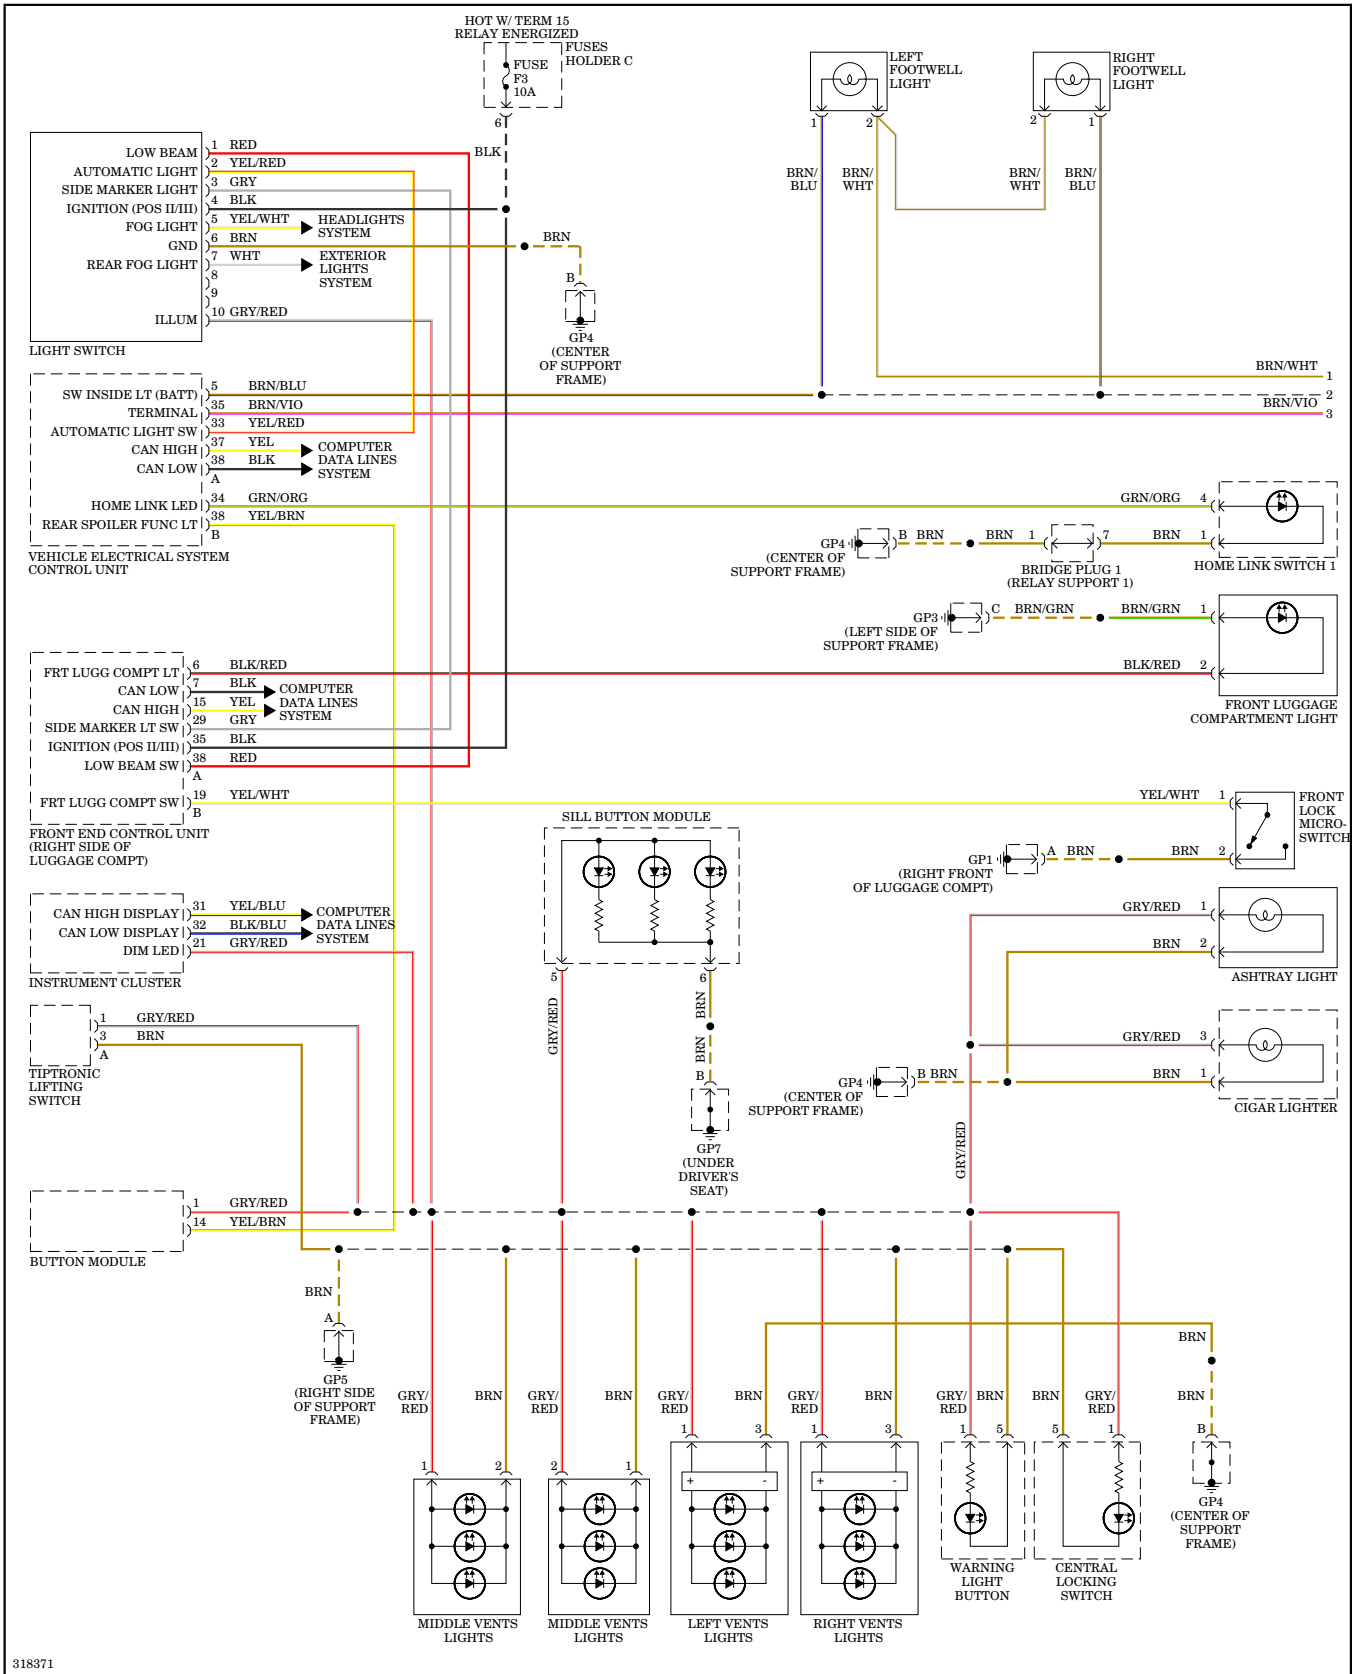 HOT W/ TERM 15
RELAY ENERGIZED
FUSES
HOLDER C
FUSE
F3
10A
6
BLK
LEFT
FOOTWELL
LIGHT
1
2
BRN/
BLU
BRN/
WHT
RIGHT
FOOTWELL
LIGHT
2
1
BRN/
WHT
BRN/
BLU
LOW BEAM 1 RED
AUTOMATIC LIGHT 2 YEL/RED
SIDE MARKER LIGHT 3 GRY
IGNITION (POS II/III) 4 BLK
FOG LIGHT 5 YEL/WHT
HEADLIGHTS
SYSTEM
GND 6 BRN
REAR FOG LIGHT 7 WHT
EXTERIOR
LIGHTS
SYSTEM
8
9
ILLUM 10 GRY/RED
LIGHT SWITCH
BRN
B
GP4
(CENTER
OF SUPPORT
FRAME)
BRN/WHT 1
2
BRN/VIO 3
SW INSIDE LT (BATT) 5 BRN/BLU
TERMINAL 35 BRN/VIO
AUTOMATIC LIGHT SW 33 YEL/RED
CAN HIGH 37 YEL
CAN LOW 38 BLK
A
COMPUTER
DATA LINES
SYSTEM
HOME LINK LED 34 GRN/ORG
REAR SPOILER FUNC LT 38 YEL/BRN
B
VEHICLE ELECTRICAL SYSTEM
CONTROL UNIT
GRN/ORG 4
GP4
(CENTER OF
SUPPORT FRAME)
B BRN
BRN 1
7
BRN 1
BRIDGE PLUG 1
(RELAY SUPPORT 1)
HOME LINK SWITCH 1
GP3
(LEFT SIDE OF
SUPPORT FRAME)
C BRN/GRN
BRN/GRN 1
BLK/RED 2
FRONT LUGGAGE
COMPARTMENT LIGHT
FRT LUGG COMPT LT 6 BLK/RED
CAN LOW 7 BLK
CAN HIGH 15 YEL
COMPUTER
DATA LINES
SYSTEM
SIDE MARKER LT SW 29 GRY
IGNITION (POS II/III) 35 BLK
LOW BEAM SW 38 RED
A
FRT LUGG COMPT SW 19 YEL/WHT
B
FRONT END CONTROL UNIT
(RIGHT SIDE OF
LUGGAGE COMPT)
YEL/WHT 1
FRONT
LOCK
MICRO-
SWITCH
GP1
(RIGHT FRONT
OF LUGGAGE COMPT)
A BRN
BRN 2
SILL BUTTON MODULE
5
6
GRY/RED
BRN
BRN
B
GP7
(UNDER
DRIVER'S
SEAT)
CAN HIGH DISPLAY 31 YEL/BLU
CAN LOW DISPLAY 32 BLK/BLU
DIM LED 21 GRY/RED
COMPUTER
DATA LINES
SYSTEM
INSTRUMENT CLUSTER
GRY/RED 1
BRN 2
ASHTRAY LIGHT
1 GRY/RED
3 BRN
A
TIPTRONIC
LIFTING
SWITCH
GRY/RED 3
BRN 1
CIGAR LIGHTER
GP4
(CENTER OF
SUPPORT FRAME)
B BRN
GRY/RED
1 GRY/RED
14 YEL/BRN
BUTTON MODULE
BRN
A
GP5
(RIGHT SIDE
OF SUPPORT
FRAME)
GRY/
RED
BRN
1
2
MIDDLE VENTS
LIGHTS
GRY/
RED
BRN
2
1
MIDDLE VENTS
LIGHTS
GRY/
RED
BRN
1
3
+
-
LEFT VENTS
LIGHTS
GRY/
RED
BRN
1
3
+
-
RIGHT VENTS
LIGHTS
GRY/
RED
BRN
1
5
WARNING
LIGHT
BUTTON
BRN
GRY/
RED
5
1
CENTRAL
LOCKING
SWITCH
BRN
BRN
B
GP4
(CENTER OF
SUPPORT
FRAME)
318371